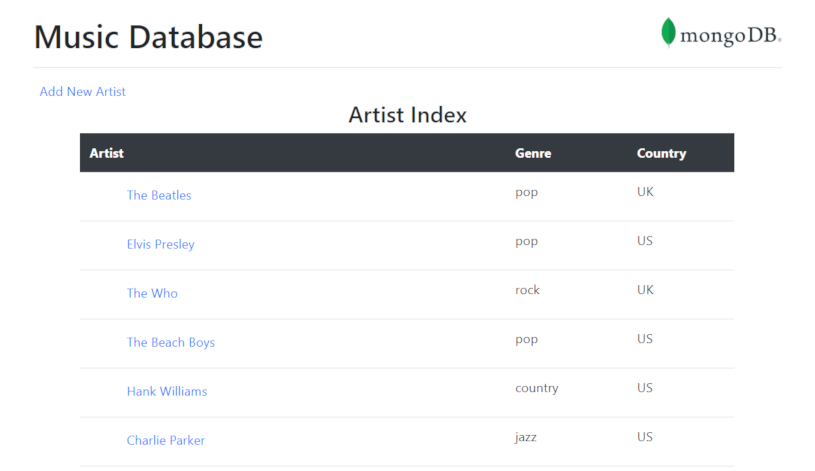 Music Database
mongoDB.
Add New Artist
Artist Index
Artist Genre Country
The Beatles pop UK
Elvis Presley pop US
The Who rock UK
The Beach Boys pop US
Hank Williams country US
Charlie Parker jazz US